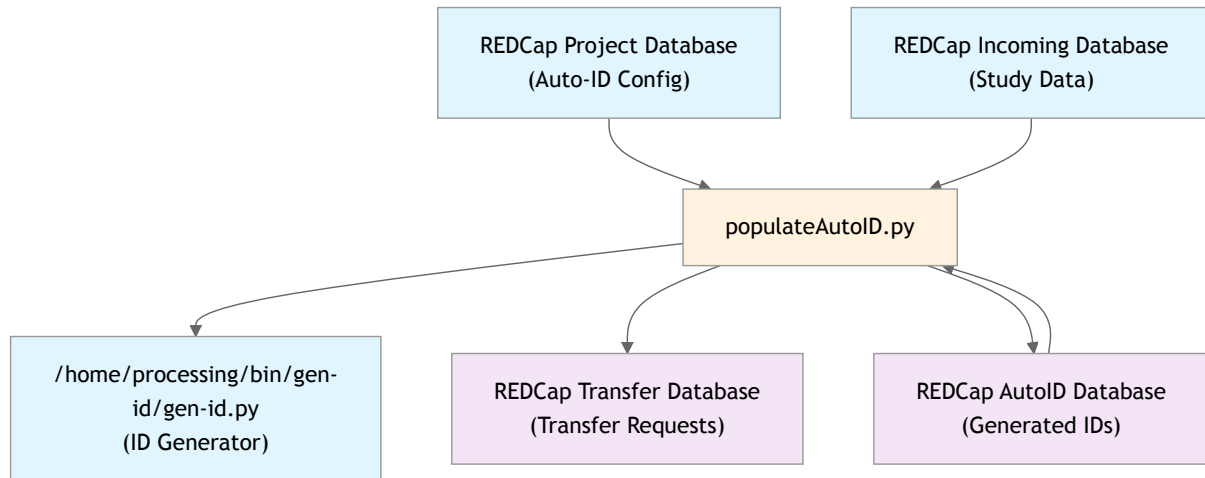 REDCap Project Database
(Auto-ID Config)
REDCap Incoming Database
(Study Data)
populateAutoID.py
/home/processing/bin/gen-
id/gen-id.py
(ID Generator)
REDCap Transfer Database
(Transfer Requests)
REDCap AutoID Database
(Generated IDs)